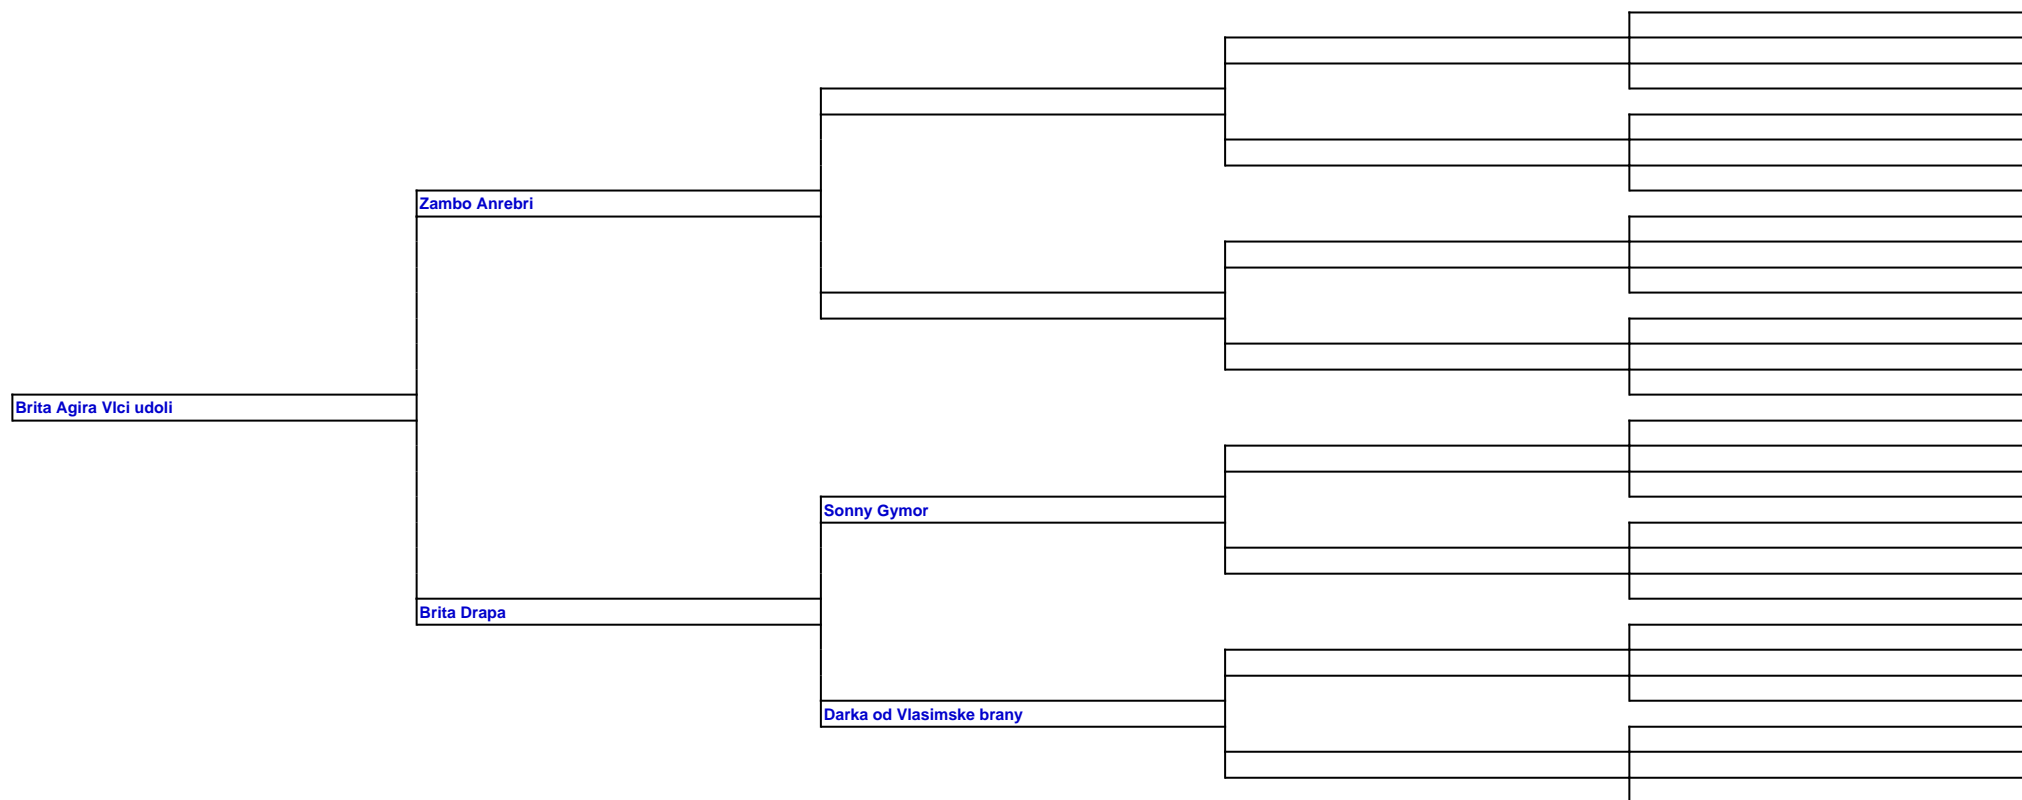 Zambo Anrebri
Brita Agira Vlci udoli
Sonny Gymor
Brita Drapa
Darka od Vlasimske brany